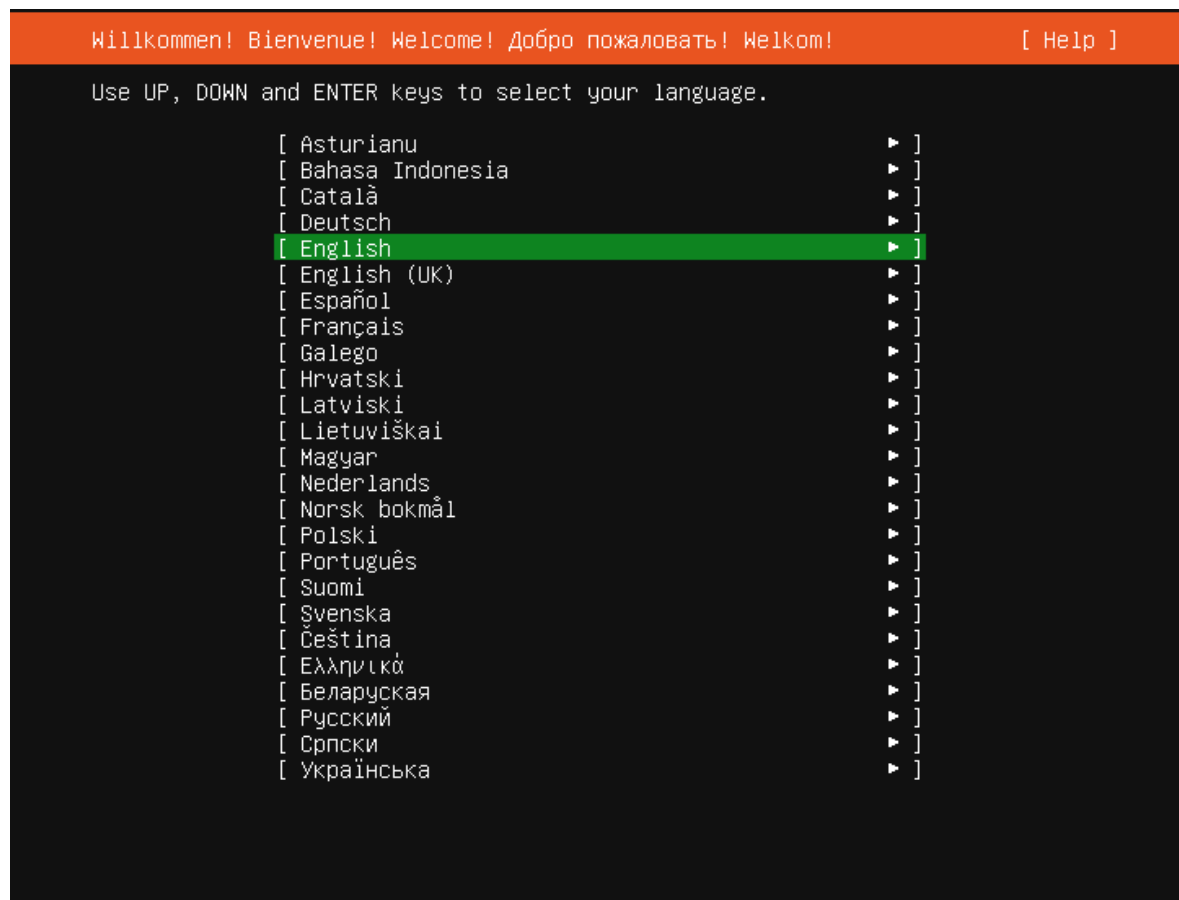 Willkommen! Bienvenue! Welcome! Добро пожаловать! Welkom! [ Help ]
Use UP, DOWN and ENTER keys to select your language.
[ Asturianu ▸ ]
[ Bahasa Indonesia ▸ ]
[ Català ▸ ]
[ Deutsch ▸ ]
[ English ▸ ]
[ English (UK) ▸ ]
[ Español ▸ ]
[ Français ▸ ]
[ Galego ▸ ]
[ Hrvatski ▸ ]
[ Latviski ▸ ]
[ Lietuviškai ▸ ]
[ Magyar ▸ ]
[ Nederlands ▸ ]
[ Norsk bokmål ▸ ]
[ Polski ▸ ]
[ Português ▸ ]
[ Suomi ▸ ]
[ Svenska ▸ ]
[ Čeština ▸ ]
[ Ελληνικά ▸ ]
[ Беларуская ▸ ]
[ Русский ▸ ]
[ Српски ▸ ]
[ Українська ▸ ]